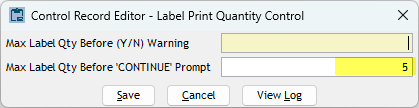 Control Record Editor - Label Print Quantity Control
Max Label Qty Before (Y/N) Warning
Max Label Qty Before 'CONTINUE' Prompt 5
Save Cancel View Log